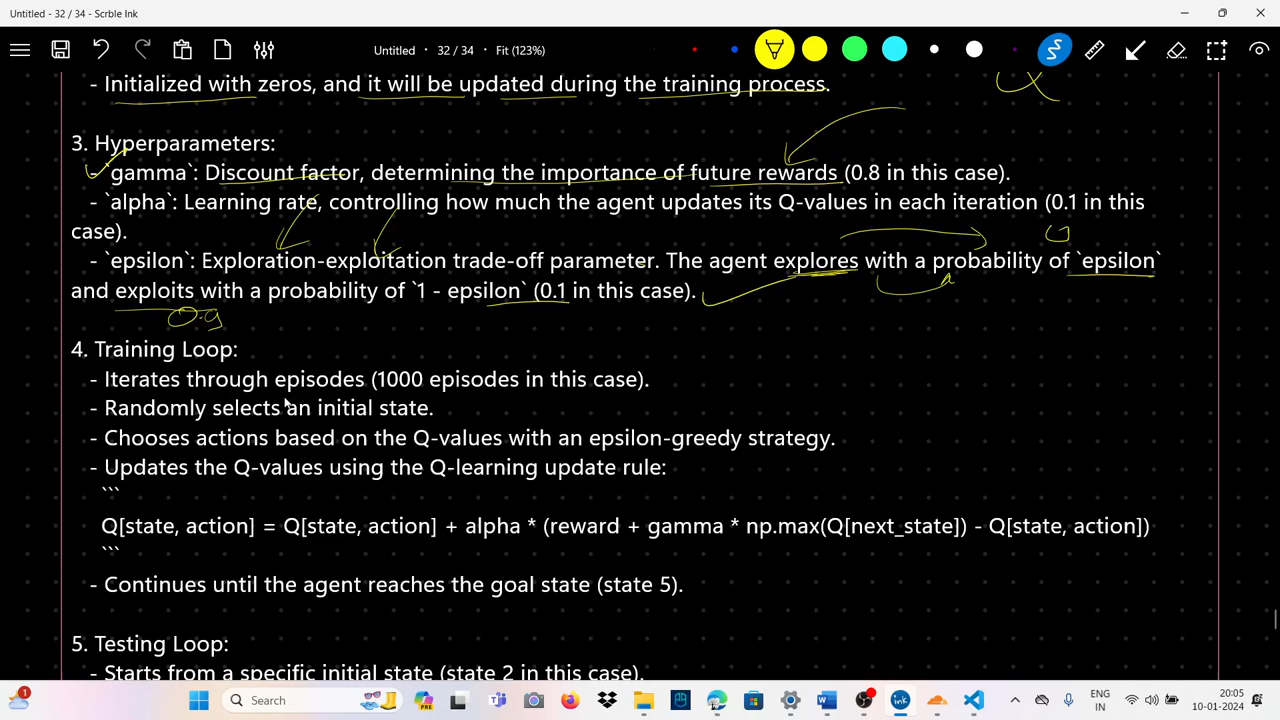 Untitled - 32 / 34 - Scrble Ink
Untitled • 32 / 34 • Fit (123%)
- Initialized with zeros, and it will be updated during the training process.
3. Hyperparameters:
- `gamma`: Discount factor, determining the importance of future rewards (0.8 in this case).
- `alpha`: Learning rate, controlling how much the agent updates its Q-values in each iteration (0.1 in this
case).
- `epsilon`: Exploration-exploitation trade-off parameter. The agent explores with a probability of `epsilon`
and exploits with a probability of `1 - epsilon` (0.1 in this case).
0.9
4. Training Loop:
- Iterates through episodes (1000 episodes in this case).
- Randomly selects an initial state.
- Chooses actions based on the Q-values with an epsilon-greedy strategy.
- Updates the Q-values using the Q-learning update rule:
```
Q[state, action] = Q[state, action] + alpha * (reward + gamma * np.max(Q[next_state]) - Q[state, action])
```
- Continues until the agent reaches the goal state (state 5).
5. Testing Loop:
- Starts from a specific initial state (state 2 in this case).
1
Search
PRE
ENG
IN
20:05
10-01-2024